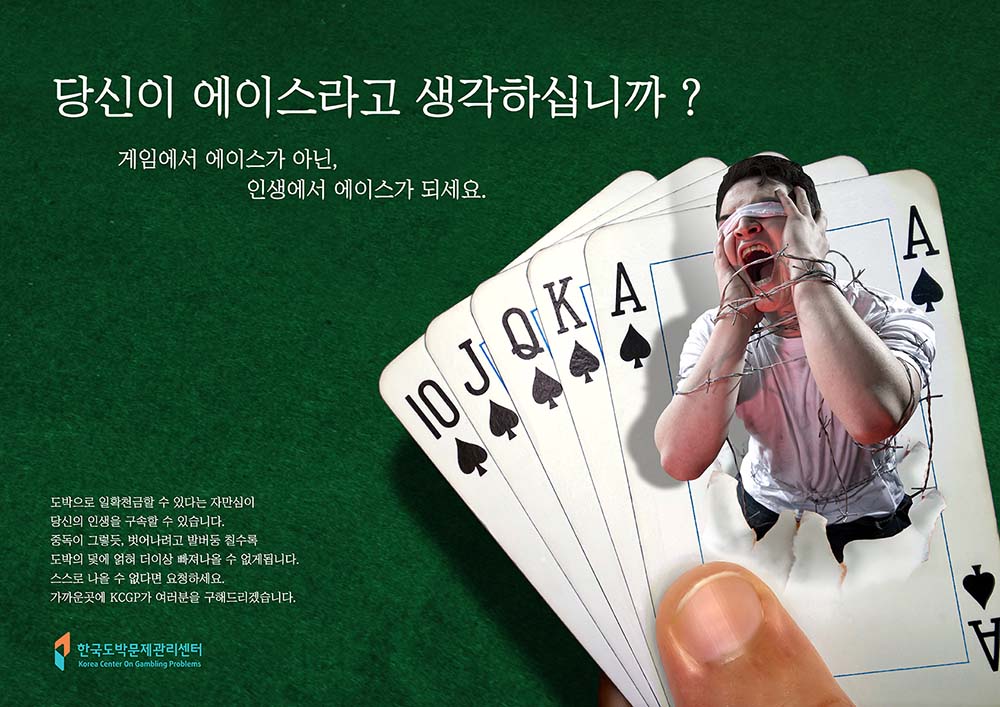 당신이 에이스라고 생각하십니까 ?
게임에서 에이스가 아닌,
인생에서 에이스가 되세요.
10
J
Q
K
A
A
A
도박으로 일확천금할 수 있다는 자만심이
당신의 인생을 구속할 수 있습니다.
중독이 그렇듯, 벗어나려고 발버둥 칠수록
도박의 덫에 얽혀 더이상 빠져나올 수 없게됩니다.
스스로 나올 수 없다면 요청하세요.
가까운곳에 KCGP가 여러분을 구해드리겠습니다.
한국도박문제관리센터
Korea Center On Gambling Problems